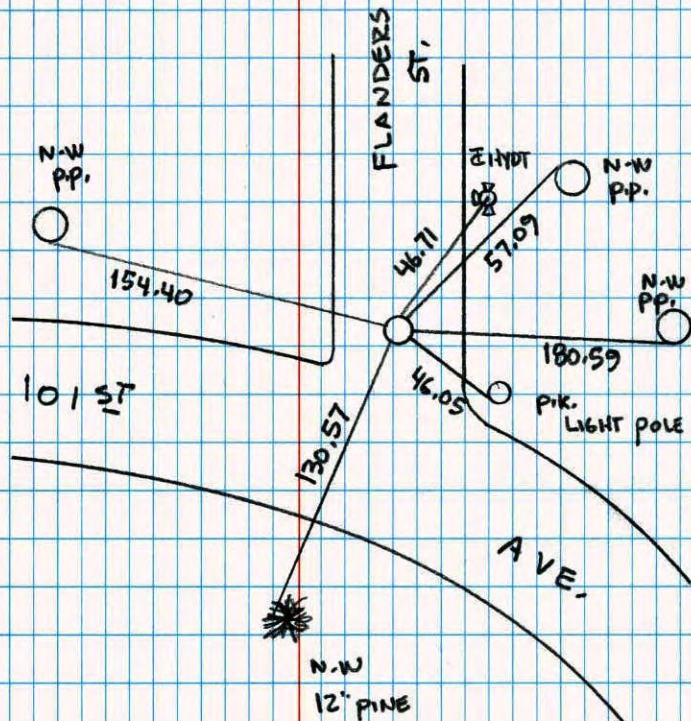 FLANDERS
ST.
N-W
P.P.
154.40
46.71
₵ HYDT
57.09
N-W
P.P.
N-W
P.P.
180.59
46.05
P.K.
LIGHT POLE
101 ST
130.57
AVE.
N-W
12" PINE